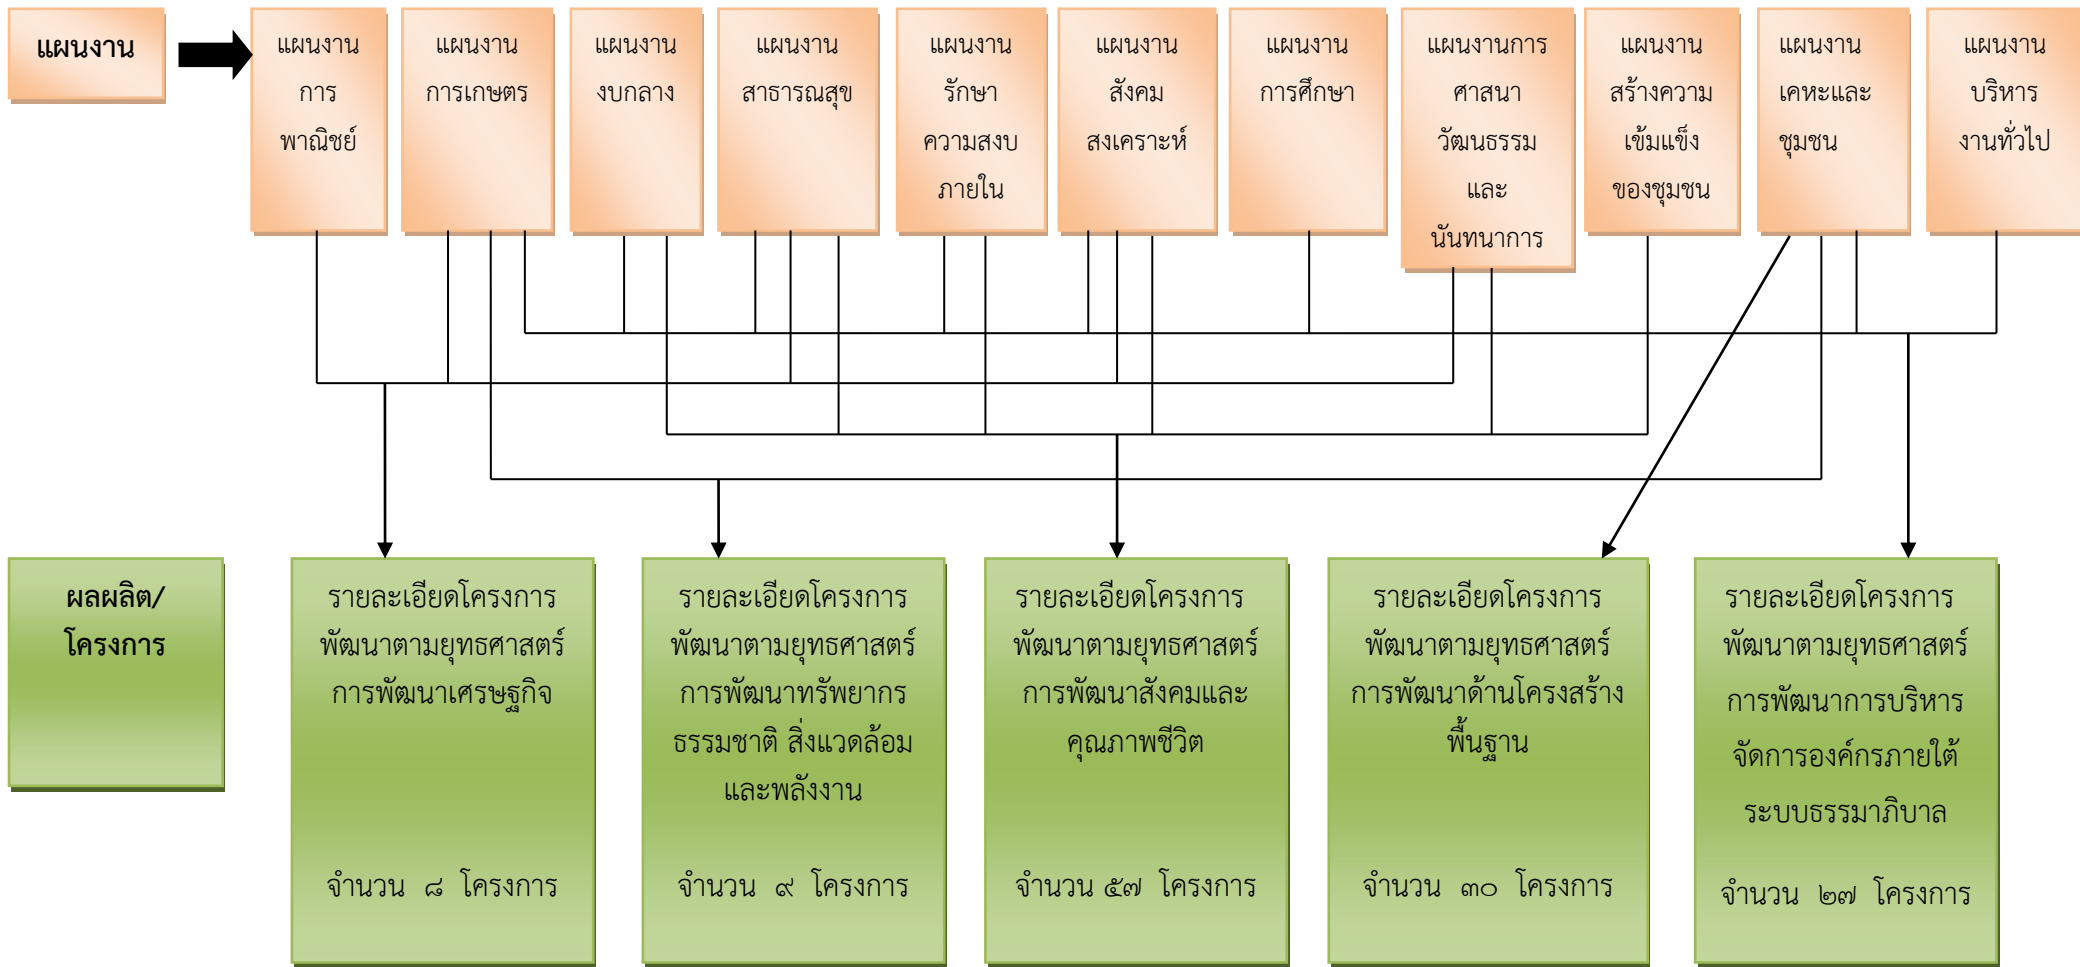 แผนงาน
แผนงาน
การ
พาณิชย์
แผนงาน
การเกษตร
แผนงาน
งบกลาง
แผนงาน
สาธารณสุข
แผนงาน
รักษา
ความสงบ
ภายใน
แผนงาน
สังคม
สงเคราะห์
แผนงาน
การศึกษา
แผนงานการ
ศาสนา
วัฒนธรรม
และ
นันทนาการ
แผนงาน
สร้างความ
เข้มแข็ง
ของชุมชน
แผนงาน
เคหะและ
ชุมชน
แผนงาน
บริหาร
งานทั่วไป
ผลผลิต/
โครงการ
รายละเอียดโครงการ
พัฒนาตามยุทธศาสตร์
การพัฒนาเศรษฐกิจ
จำนวน ๘ โครงการ
รายละเอียดโครงการ
พัฒนาตามยุทธศาสตร์
การพัฒนาทรัพยากร
ธรรมชาติ สิ่งแวดล้อม
และพลังงาน
จำนวน ๙ โครงการ
รายละเอียดโครงการ
พัฒนาตามยุทธศาสตร์
การพัฒนาสังคมและ
คุณภาพชีวิต
จำนวน ๕๗ โครงการ
รายละเอียดโครงการ
พัฒนาตามยุทธศาสตร์
การพัฒนาด้านโครงสร้าง
พื้นฐาน
จำนวน ๓๐ โครงการ
รายละเอียดโครงการ
พัฒนาตามยุทธศาสตร์
การพัฒนาการบริหาร
จัดการองค์กรภายใต้
ระบบธรรมาภิบาล
จำนวน ๒๗ โครงการ